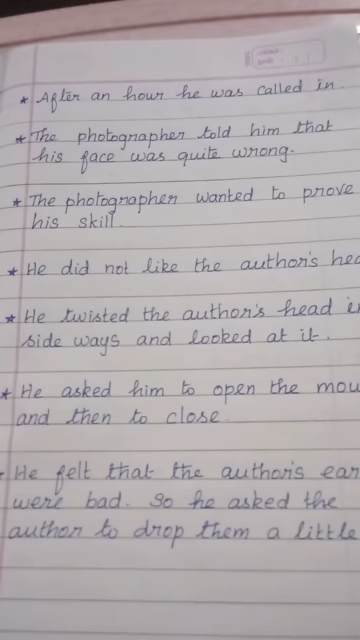 * After an hour he was called in
* The photographer told him that
his face was quite wrong.
* The photographer wanted to prove
his skill.
* He did not like the author's
* He twisted the author's head
side ways and looked at it.
* He asked him to open the
and then to close.
He felt that the author's
were bad. So he asked the
author to drop them a little